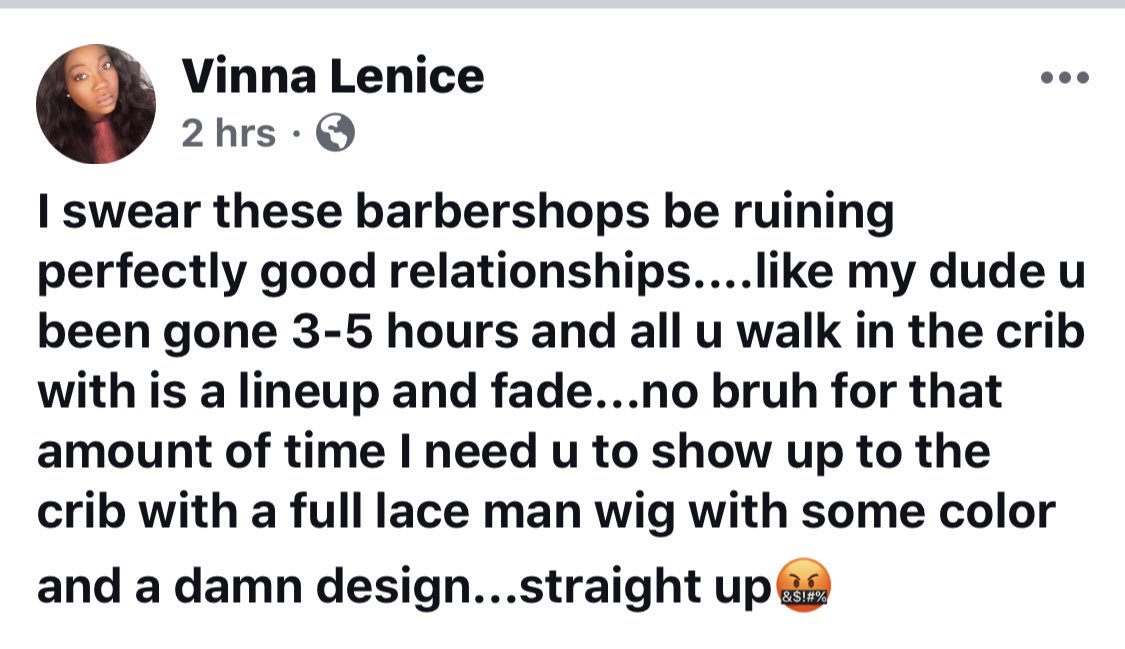 Vinna Lenice
2 hrs ·
I swear these barbershops be ruining
perfectly good relationships....like my dude u
been gone 3-5 hours and all u walk in the crib
with is a lineup and fade...no bruh for that
amount of time I need u to show up to the
crib with a full lace man wig with some color
and a damn design...straight up🤬